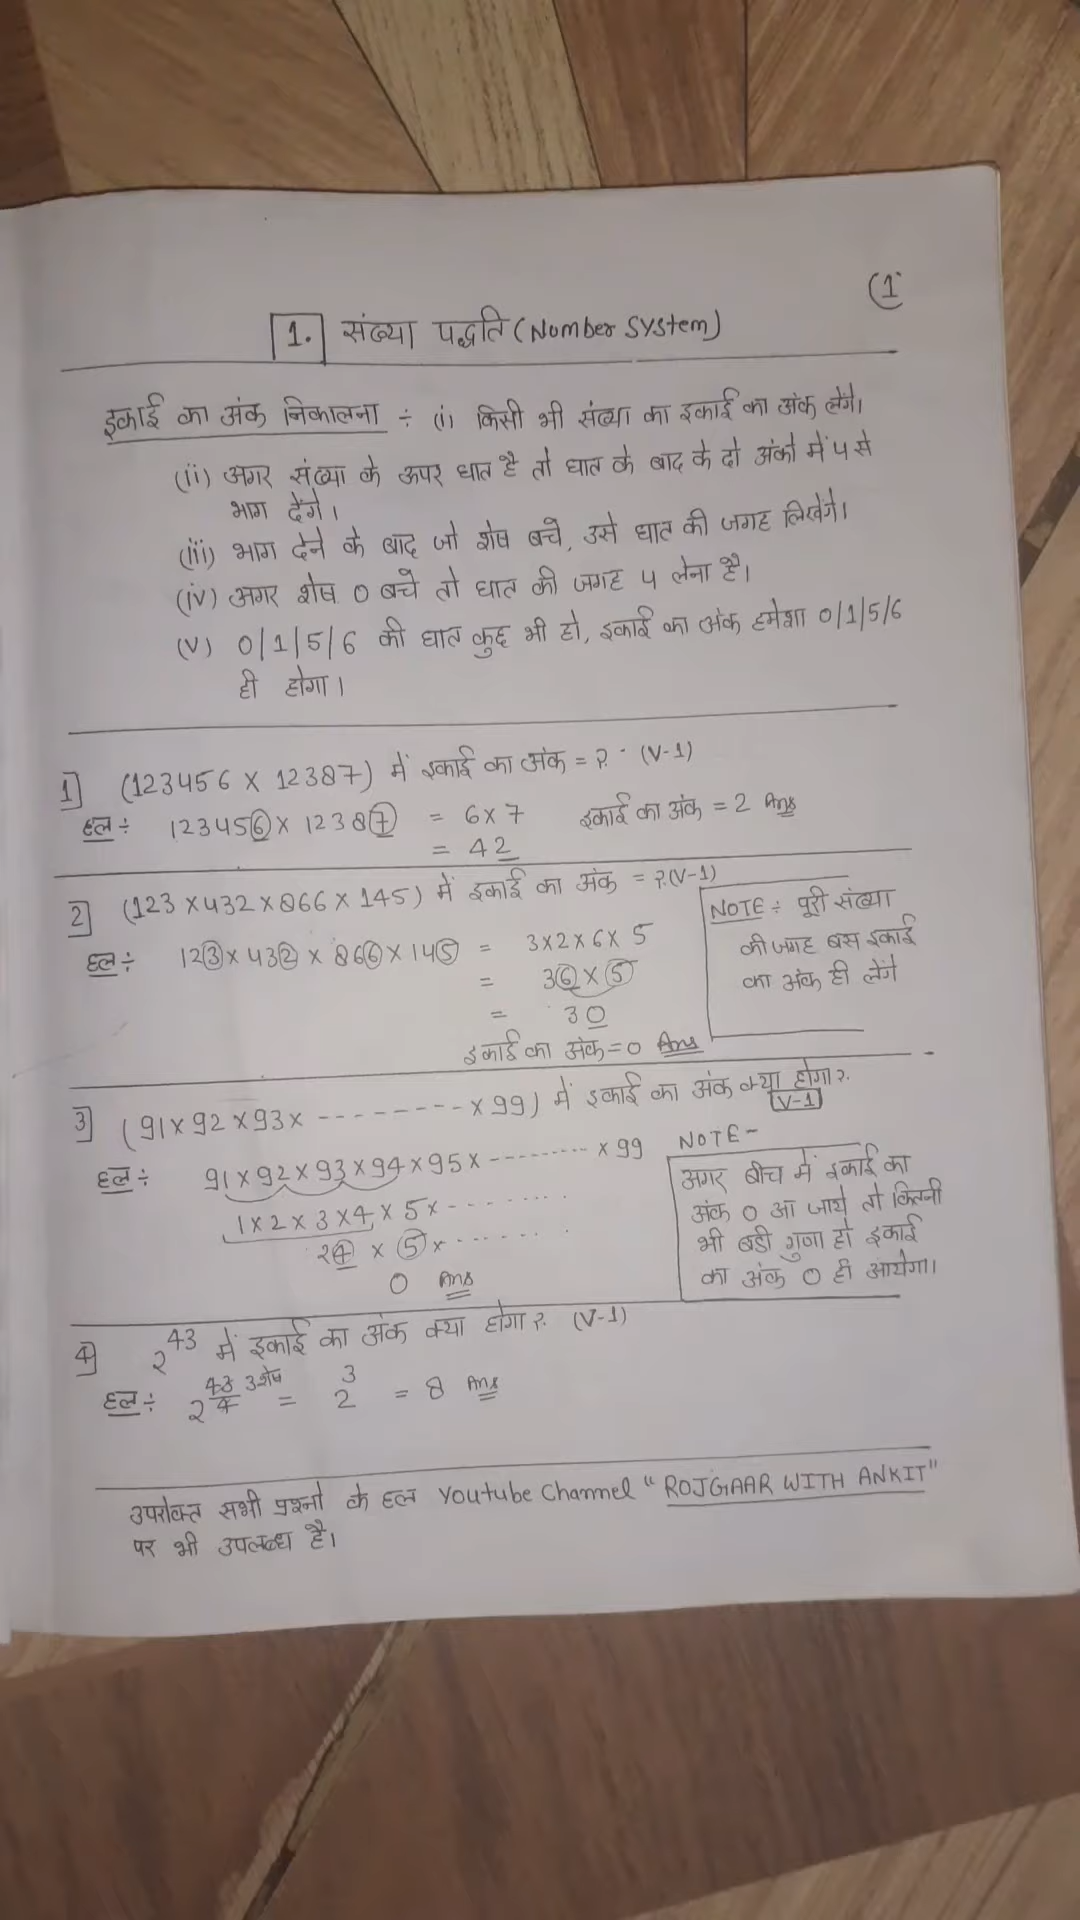 (1
1. संख्या पद्धति (Number System)
इकाई का अंक निकालना ÷ (i) किसी भी संख्या का इकाई का अंक लेंगे।
(ii) अगर संख्या के ऊपर घात है तो घात के बाद के दो अंको में 4 से
भाग देंगे।
(iii) भाग देने के बाद जो शेष बचे, उसे घात की जगह लिखेंगे।
(iv) अगर शेष 0 बचे तो घात की जगह 4 लेना है।
(v) 0/1/5/6 की घात कुछ भी हो, इकाई का अंक हमेशा 0/1/5/6
ही होगा।
1] (123456 × 12387) में इकाई का अंक = ?. (V-1)
हल ÷ 123456 × 12387 = 6 × 7 इकाई का अंक = 2 Ans
= 42
2] (123 × 432 × 866 × 145) में इकाई का अंक = ?.(V-1)
हल ÷ 123 × 432 × 866 × 145 = 3 × 2 × 6 × 5
= 36 × 5
= 30
इकाई का अंक = 0 Ans
NOTE ÷ पूरी संख्या
की जगह बस इकाई
का अंक ही लेंगे
3] (91 × 92 × 93 × --------- × 99) में इकाई का अंक क्या होगा ?.
V-1
हल ÷ 91 × 92 × 93 × 94 × 95 × --------- × 99
1 × 2 × 3 × 4 × 5 × --------
24 × 5 × ------
0 Ans
NOTE -
अगर बीच में इकाई का
अंक 0 आ जाये तो कितनी
भी बडी गुणा हो इकाई
का अंक 0 ही आयेगा।
4] 2^43 में इकाई का अंक क्या होगा ?. (V-1)
हल ÷ 2^43/4 3 शेष = 2^3 = 8 Ans
उपरोक्त सभी प्रश्नो के हल Youtube Channel "ROJGAAR WITH ANKIT"
पर भी उपलब्ध है।